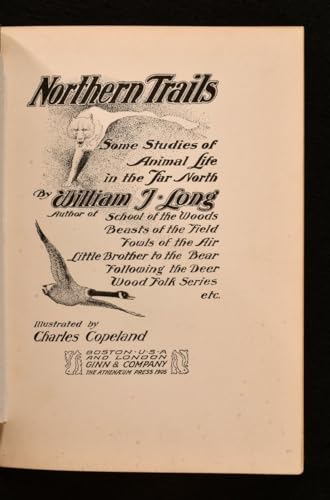 Northern Trails
Some Studies of
Animal Life
in the Far North
By William J. Long
Author of School of the Woods
Beasts of the Field
Fowls of the Air
Little Brother to the Bear
Following the Deer
Wood Folk Series
etc.
Illustrated by
Charles Copeland
BOSTON · U·S·A
AND LONDON
GINN & COMPANY
THE ATHENÆUM PRESS 1906